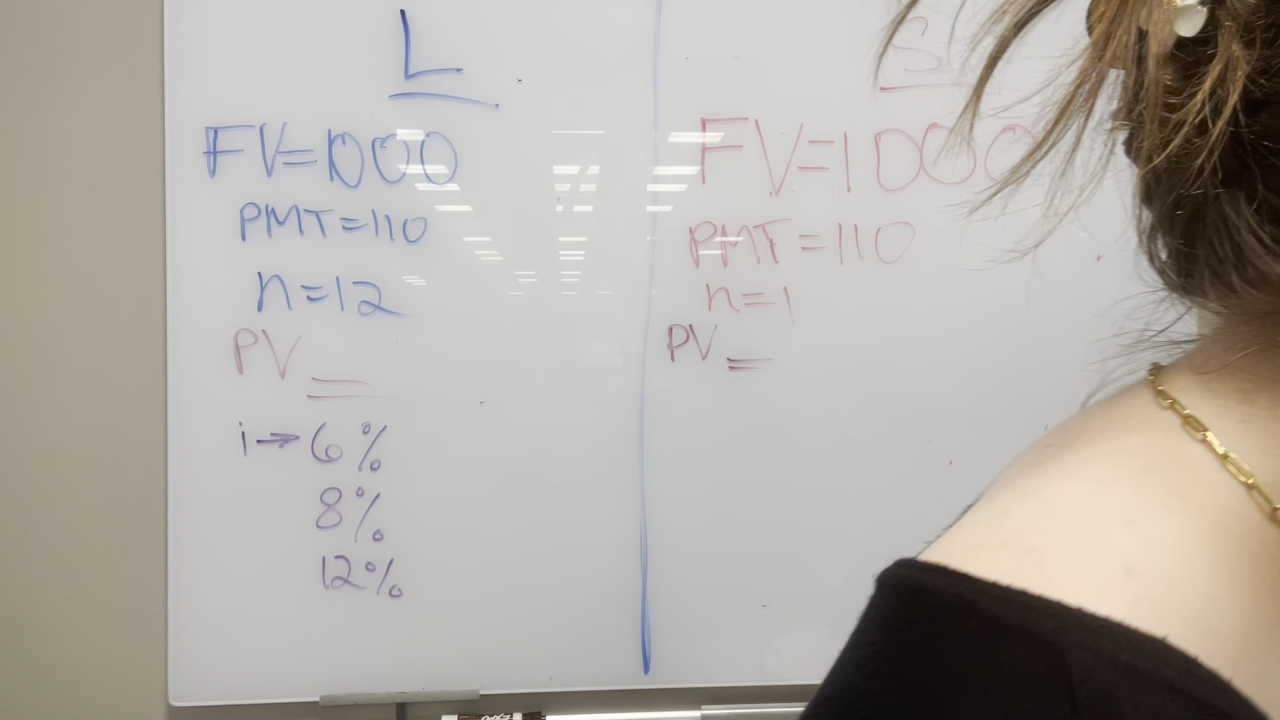 L
FV=1000
PMT=110
n=12
PV =
i→6%
8%
12%
S
FV=1000
PMT=110
n=1
PV =